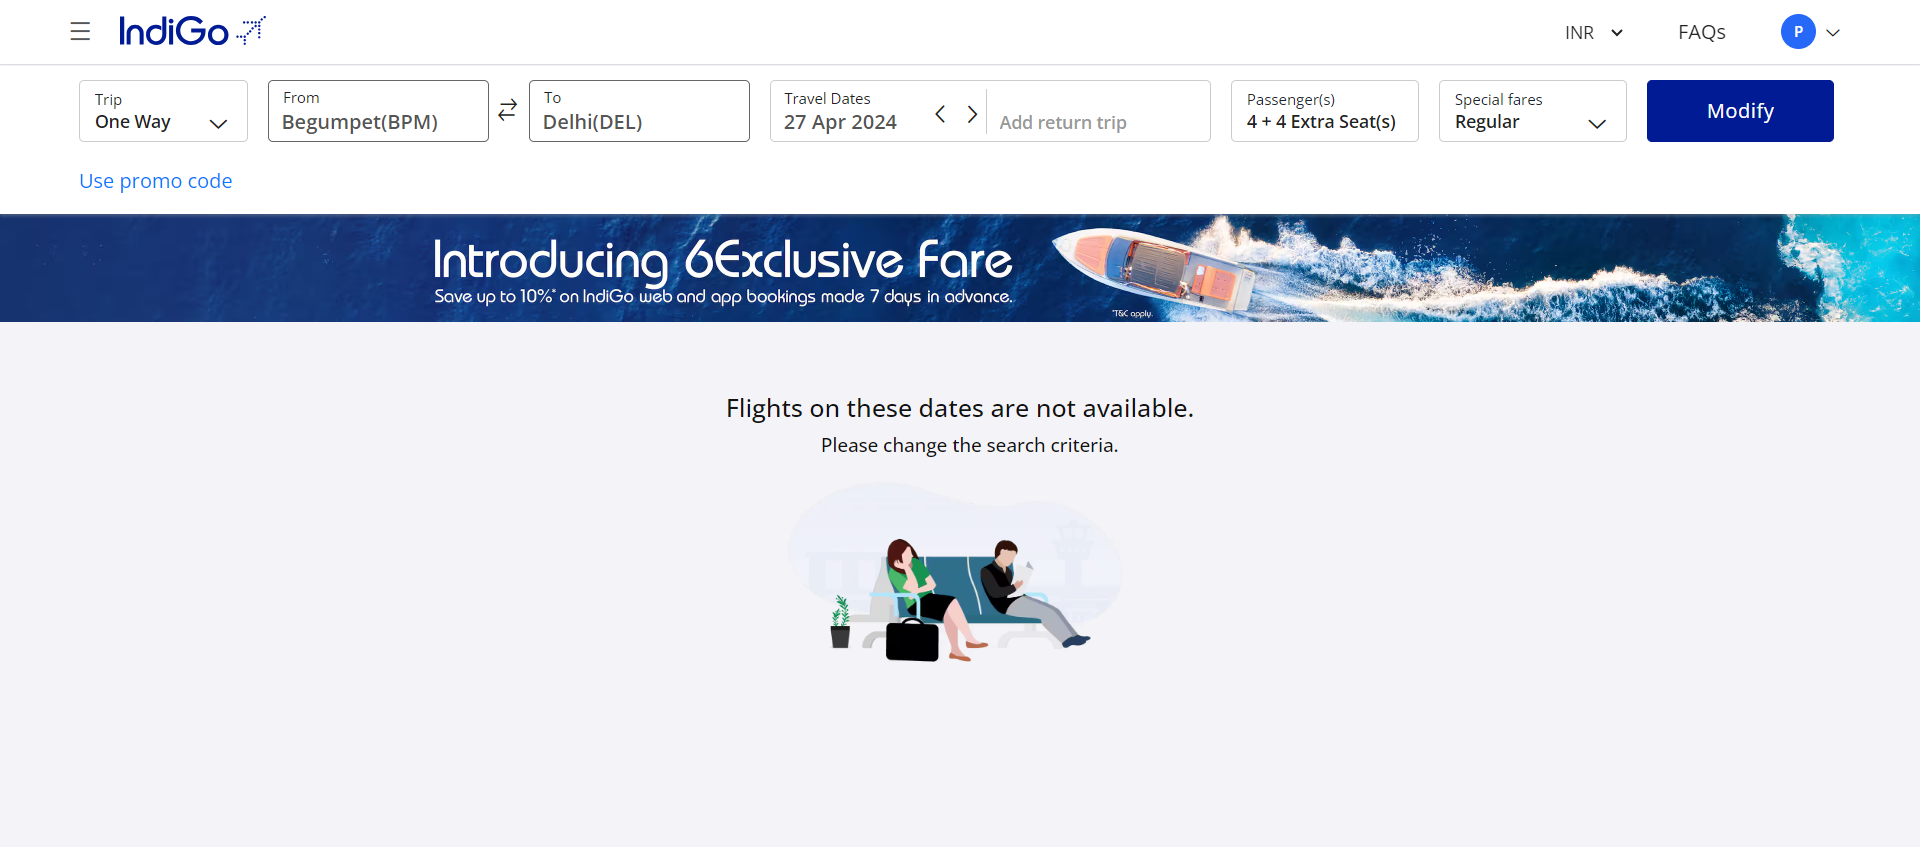 IndiGo
INR
FAQs
P
Trip
One Way
From
Begumpet(BPM)
To
Delhi(DEL)
Travel Dates
27 Apr 2024
Add return trip
Passenger(s)
4 + 4 Extra Seat(s)
Special fares
Regular
Modify
Use promo code
Introducing 6Exclusive Fare
Save up to 10%* on IndiGo web and app bookings made 7 days in advance.
*T&C apply.
Flights on these dates are not available.
Please change the search criteria.